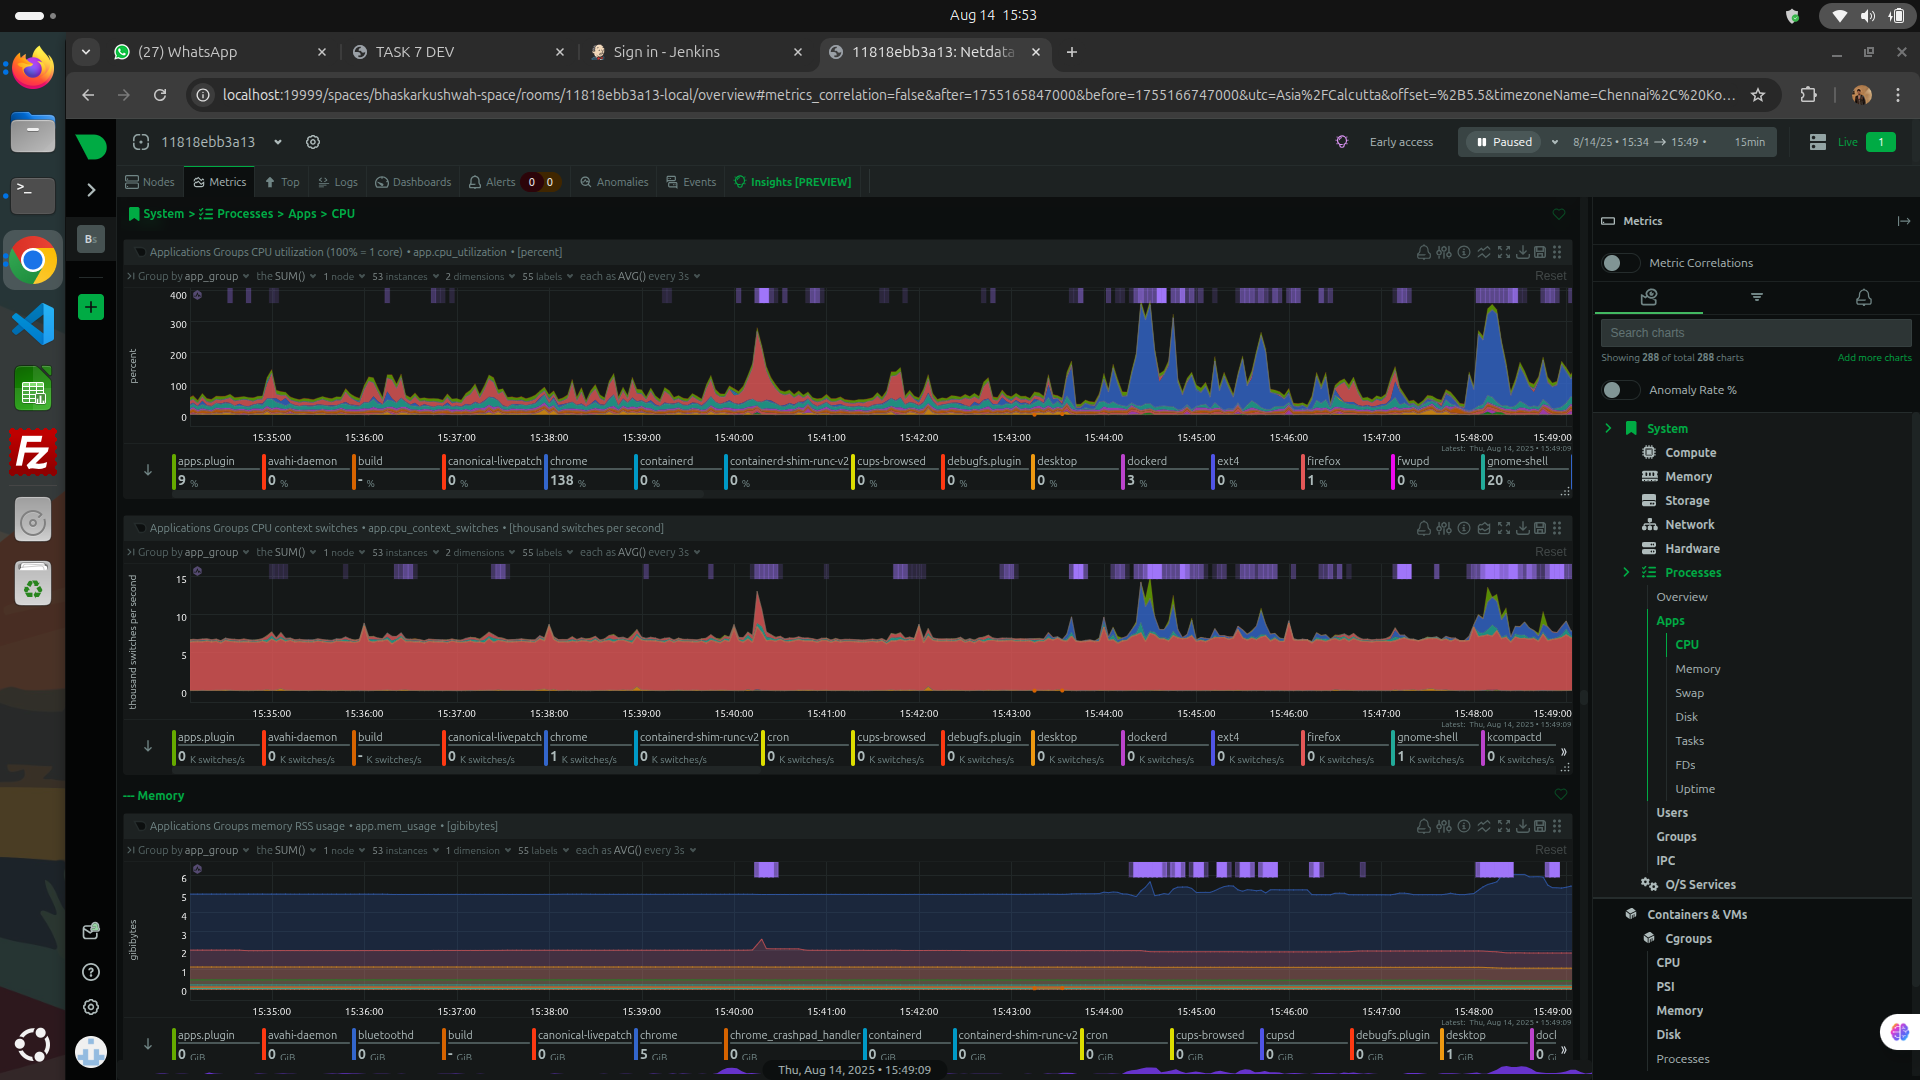 Aug 14 15:53
(27) WhatsApp
TASK 7 DEV
Sign in - Jenkins
11818ebb3a13: Netdata
localhost:19999/spaces/bhaskarkushwah-space/rooms/11818ebb3a13-local/overview#metrics_correlation=false&after=1755165847000&before=1755166747000&utc=Asia%2FCalcutta&offset=%2B5.5&timezoneName=Chennai%2C%20Ko...
11818ebb3a13
Early access
Paused
8/14/25 • 15:34 → 15:49 •
15min
Live
1
Nodes
Metrics
Top
Logs
Dashboards
Alerts 0 0
Anomalies
Events
Insights [PREVIEW]
Bs
System > Processes > Apps > CPU
Applications Groups CPU utilization (100% = 1 core) • app.cpu_utilization • [percent]
Group by app_group the SUM() 1 node 53 instances 2 dimensions 55 labels each as AVG() every 3s
Reset
percent
400
300
200
100
0
15:35:00 15:36:00 15:37:00 15:38:00 15:39:00 15:40:00 15:41:00 15:42:00 15:43:00 15:44:00 15:45:00 15:46:00 15:47:00 15:48:00 15:49:00
Latest: Thu, Aug 14, 2025 • 15:49:09
apps.plugin avahi-daemon build canonical-livepatch chrome containerd containerd-shim-runc-v2 cups-browsed debugfs.plugin desktop dockerd ext4 firefox fwupd gnome-shell
9 % 0 % - % 0 % 138 % 0 % 0 % 0 % 0 % 0 % 3 % 0 % 1 % 0 % 20 %
Applications Groups CPU context switches • app.cpu_context_switches • [thousand switches per second]
Group by app_group the SUM() 1 node 53 instances 2 dimensions 55 labels each as AVG() every 3s
Reset
thousand switches per second
15
10
5
0
15:35:00 15:36:00 15:37:00 15:38:00 15:39:00 15:40:00 15:41:00 15:42:00 15:43:00 15:44:00 15:45:00 15:46:00 15:47:00 15:48:00 15:49:00
Latest: Thu, Aug 14, 2025 • 15:49:09
apps.plugin avahi-daemon build canonical-livepatch chrome containerd-shim-runc-v2 cron cups-browsed debugfs.plugin desktop dockerd ext4 firefox gnome-shell kcompactd
0 K switches/s 0 K switches/s - K switches/s 0 K switches/s 1 K switches/s 0 K switches/s 0 K switches/s 0 K switches/s 0 K switches/s 0 K switches/s 0 K switches/s 0 K switches/s 0 K switches/s 1 K switches/s 0 K switches/s
Memory
Applications Groups memory RSS usage • app.mem_usage • [gibibytes]
Group by app_group the SUM() 1 node 53 instances 1 dimension 55 labels each as AVG() every 3s
Reset
gibibytes
6
5
4
3
2
1
0
15:35:00 15:36:00 15:37:00 15:38:00 15:39:00 15:40:00 15:41:00 15:42:00 15:43:00 15:44:00 15:45:00 15:46:00 15:47:00 15:48:00 15:49:00
Latest: Thu, Aug 14, 2025 • 15:49:09
apps.plugin avahi-daemon bluetoothd build canonical-livepatch chrome chrome_crashpad_handler containerd containerd-shim-runc-v2 cron cups-browsed cupsd debugfs.plugin desktop docl
0 GiB 0 GiB 0 GiB - GiB 0 GiB 5 GiB 0 GiB 0 GiB 0 GiB 0 GiB 0 GiB 0 GiB 0 GiB 1 GiB 0 Gi
Thu, Aug 14, 2025 • 15:49:09
Metrics
Metric Correlations
Search charts
Showing 288 of total 288 charts
Add more charts
Anomaly Rate %
System
Compute
Memory
Storage
Network
Hardware
Processes
Overview
Apps
CPU
Memory
Swap
Disk
Tasks
FDs
Uptime
Users
Groups
IPC
O/S Services
Containers & VMs
Cgroups
CPU
PSI
Memory
Disk
Processes